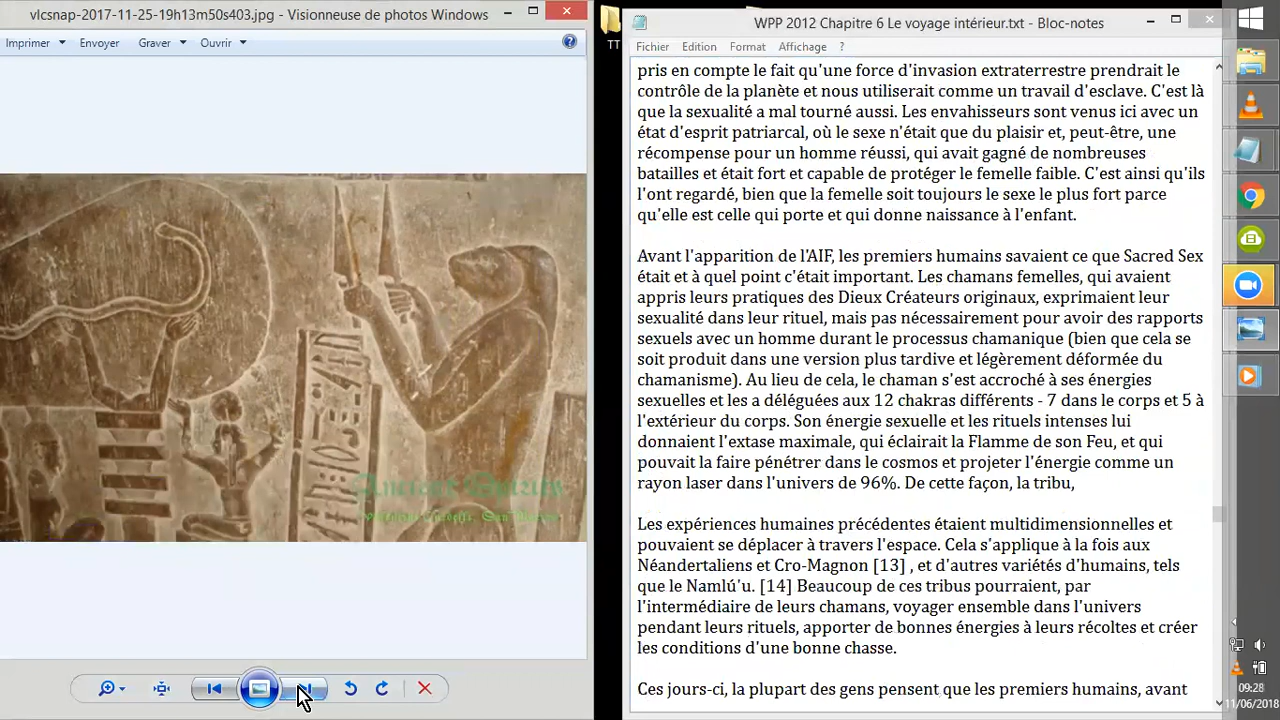 vlcsnap-2017-11-25-19h13m50s403.jpg - Visionneuse de photos Windows
Imprimer Envoyer Graver Ouvrir
TT
WPP 2012 Chapitre 6 Le voyage intérieur.txt - Bloc-notes
Fichier Edition Format Affichage ?
pris en compte le fait qu'une force d'invasion extraterrestre prendrait le
contrôle de la planète et nous utiliserait comme un travail d'esclave. C'est là
que la sexualité a mal tourné aussi. Les envahisseurs sont venus ici avec un
état d'esprit patriarcal, où le sexe n'était que du plaisir et, peut-être, une
récompense pour un homme réussi, qui avait gagné de nombreuses
batailles et était fort et capable de protéger le femelle faible. C'est ainsi qu'ils
l'ont regardé, bien que la femelle soit toujours le sexe le plus fort parce
qu'elle est celle qui porte et qui donne naissance à l'enfant.
Avant l'apparition de l'AIF, les premiers humains savaient ce que Sacred Sex
était et à quel point c'était important. Les chamans femelles, qui avaient
appris leurs pratiques des Dieux Créateurs originaux, exprimaient leur
sexualité dans leur rituel, mais pas nécessairement pour avoir des rapports
sexuels avec un homme durant le processus chamanique (bien que cela se
soit produit dans une version plus tardive et légèrement déformée du
chamanisme). Au lieu de cela, le chaman s'est accroché à ses énergies
sexuelles et les a déléguées aux 12 chakras différents - 7 dans le corps et 5 à
l'extérieur du corps. Son énergie sexuelle et les rituels intenses lui
donnaient l'extase maximale, qui éclairait la Flamme de son Feu, et qui
pouvait la faire pénétrer dans le cosmos et projeter l'énergie comme un
rayon laser dans l'univers de 96%. De cette façon, la tribu,
Les expériences humaines précédentes étaient multidimensionnelles et
pouvaient se déplacer à travers l'espace. Cela s'applique à la fois aux
Néandertaliens et Cro-Magnon [13] , et d'autres variétés d'humains, tels
que le Namlú'u. [14] Beaucoup de ces tribus pourraient, par
l'intermédiaire de leurs chamans, voyager ensemble dans l'univers
pendant leurs rituels, apporter de bonnes énergies à leurs récoltes et créer
les conditions d'une bonne chasse.
Ces jours-ci, la plupart des gens pensent que les premiers humains, avant
09:28
11/06/2018